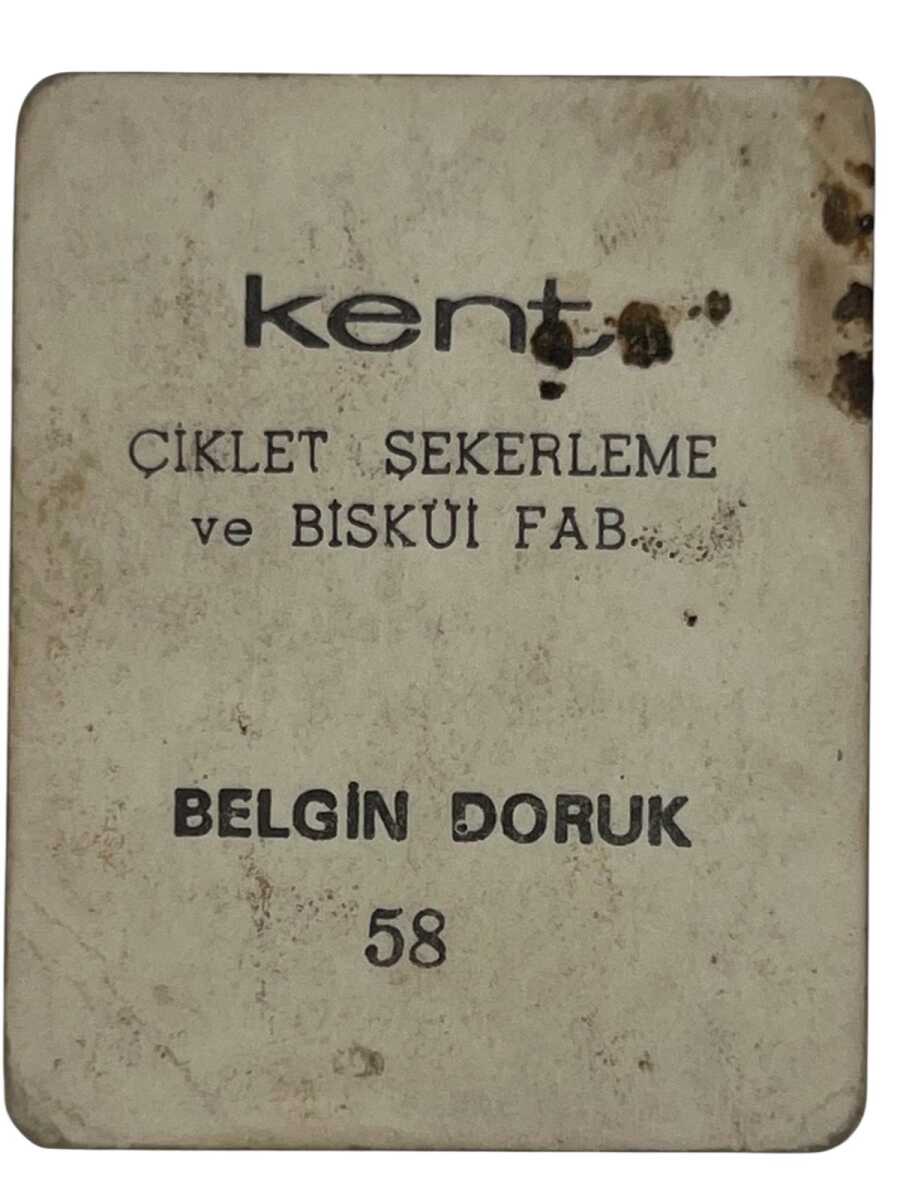 kent
ÇİKLET ŞEKERLEME
ve BİSKÜİ FAB.
BELGİN DORUK
58